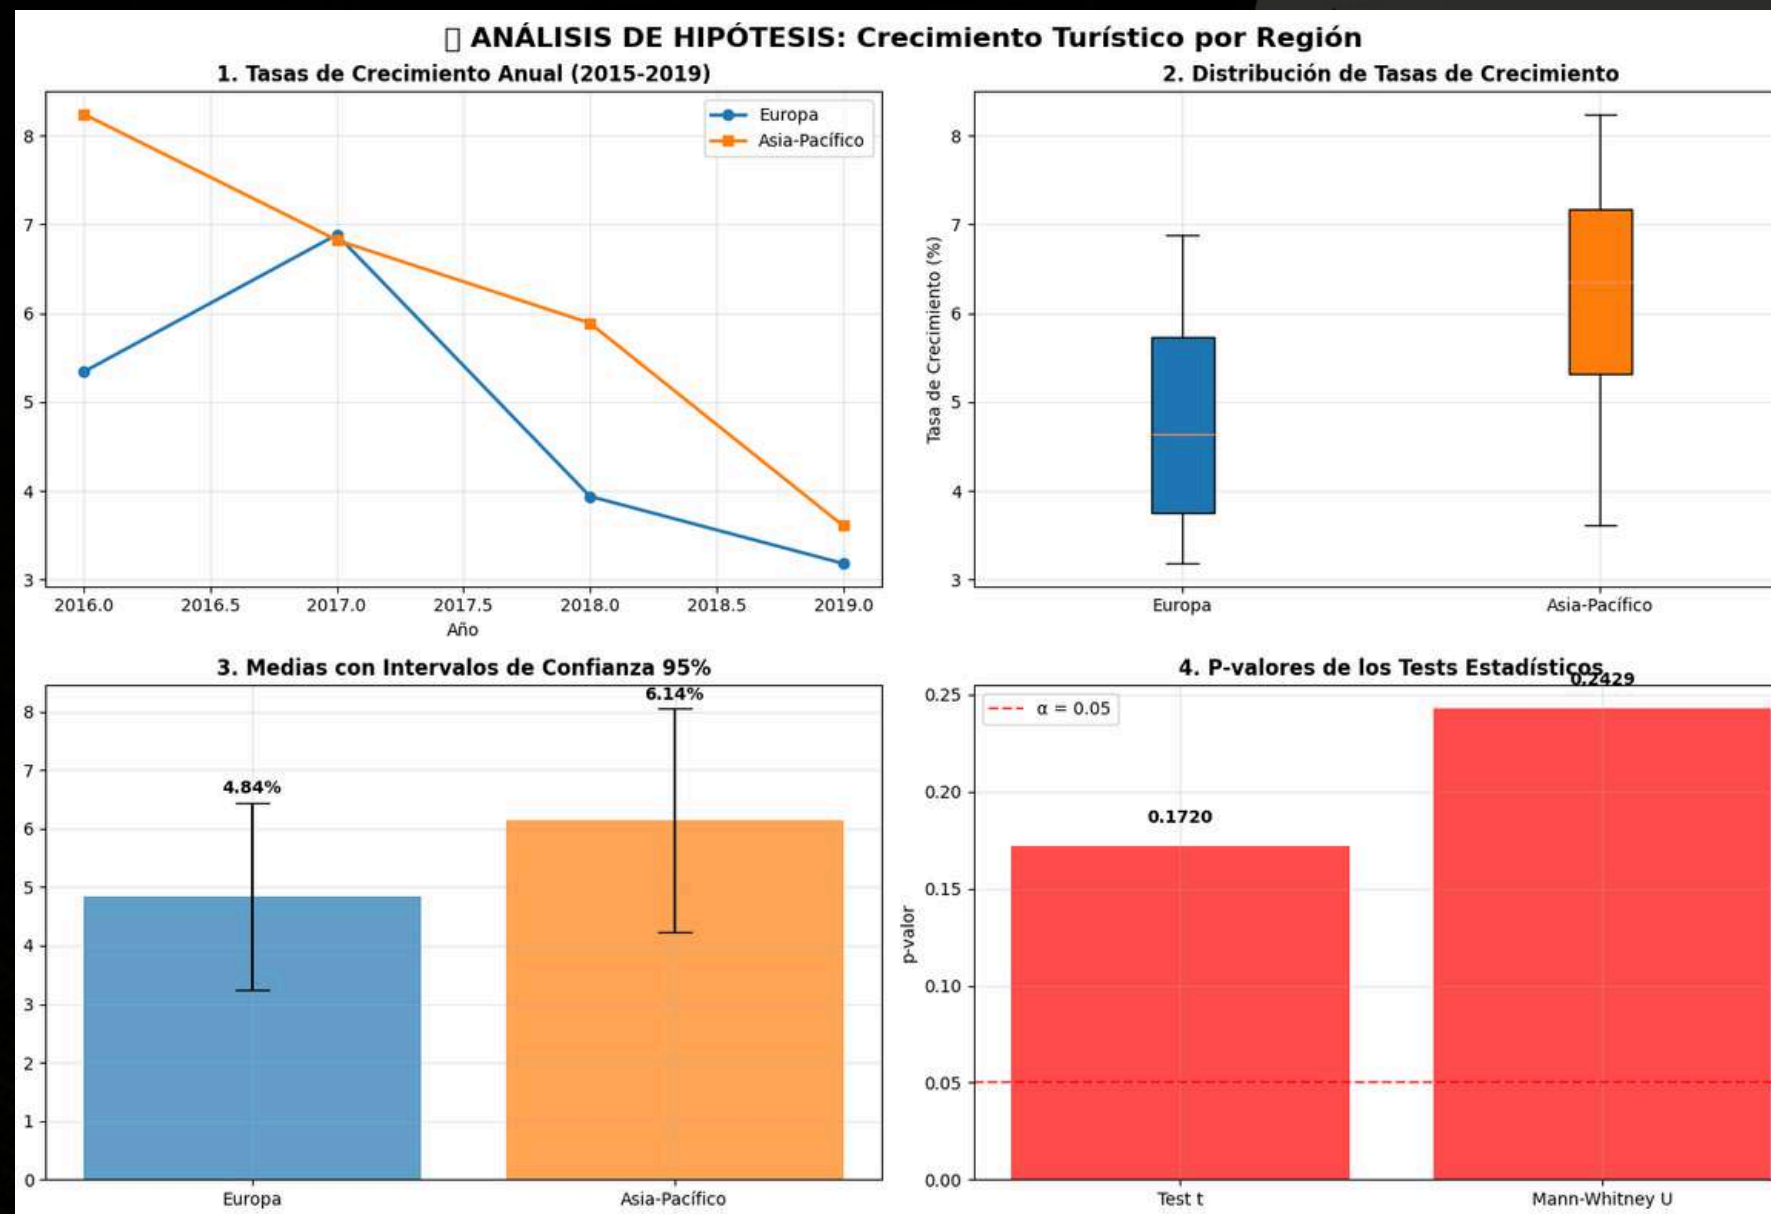 ▯ ANÁLISIS DE HIPÓTESIS: Crecimiento Turístico por Región
1. Tasas de Crecimiento Anual (2015-2019)
Europa
Asia-Pacífico
8
7
6
5
4
3
2016.0 2016.5 2017.0 2017.5 2018.0 2018.5 2019.0
Año
2. Distribución de Tasas de Crecimiento
Tasa de Crecimiento (%)
8
7
6
5
4
3
Europa Asia-Pacífico
3. Medias con Intervalos de Confianza 95%
6.14%
4.84%
8
7
6
5
4
3
2
1
0
Europa Asia-Pacífico
4. P-valores de los Tests Estadísticos
0.2429
α = 0.05
0.1720
p-valor
0.25
0.20
0.15
0.10
0.05
0.00
Test t Mann-Whitney U